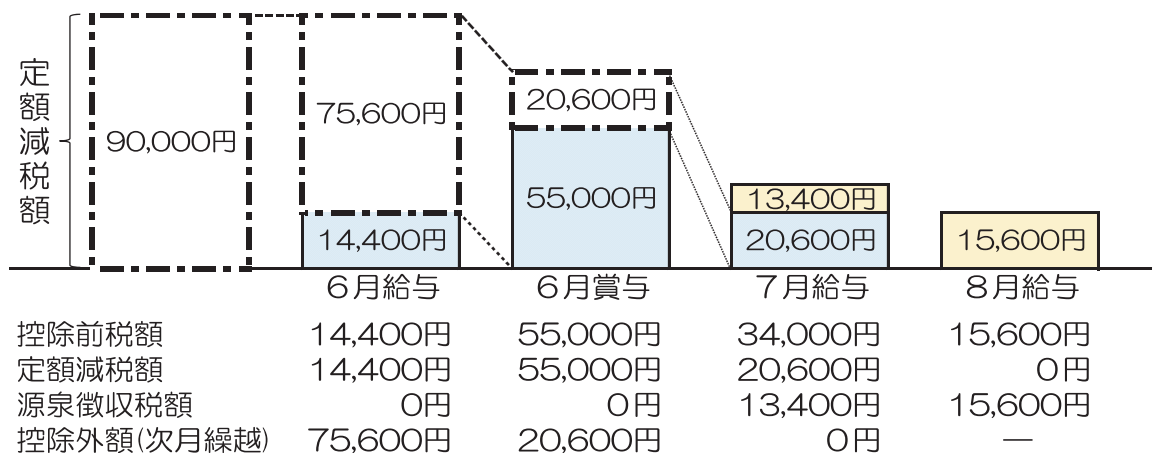 定額減税額
90,000円
75,600円
14,400円
20,600円
55,000円
13,400円
20,600円
15,600円
6月給与 6月賞与 7月給与 8月給与
控除前税額 14,400円 55,000円 34,000円 15,600円
定額減税額 14,400円 55,000円 20,600円 0円
源泉徴収税額 0円 0円 13,400円 15,600円
控除外額(次月繰越) 75,600円 20,600円 0円 —